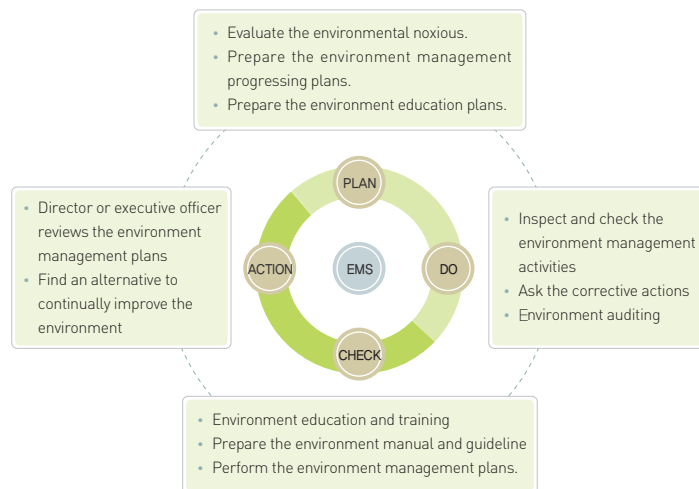 • Evaluate the environmental noxious.
• Prepare the environment management
progressing plans.
• Prepare the environment education plans.
PLAN
• Director or executive officer
reviews the environment
management plans
• Find an alternative to
continually improve the
environment
ACTION
EMS
DO
• Inspect and check the
environment management
activities
• Ask the corrective actions
• Environment auditing
CHECK
• Environment education and training
• Prepare the environment manual and guideline
• Perform the environment management plans.